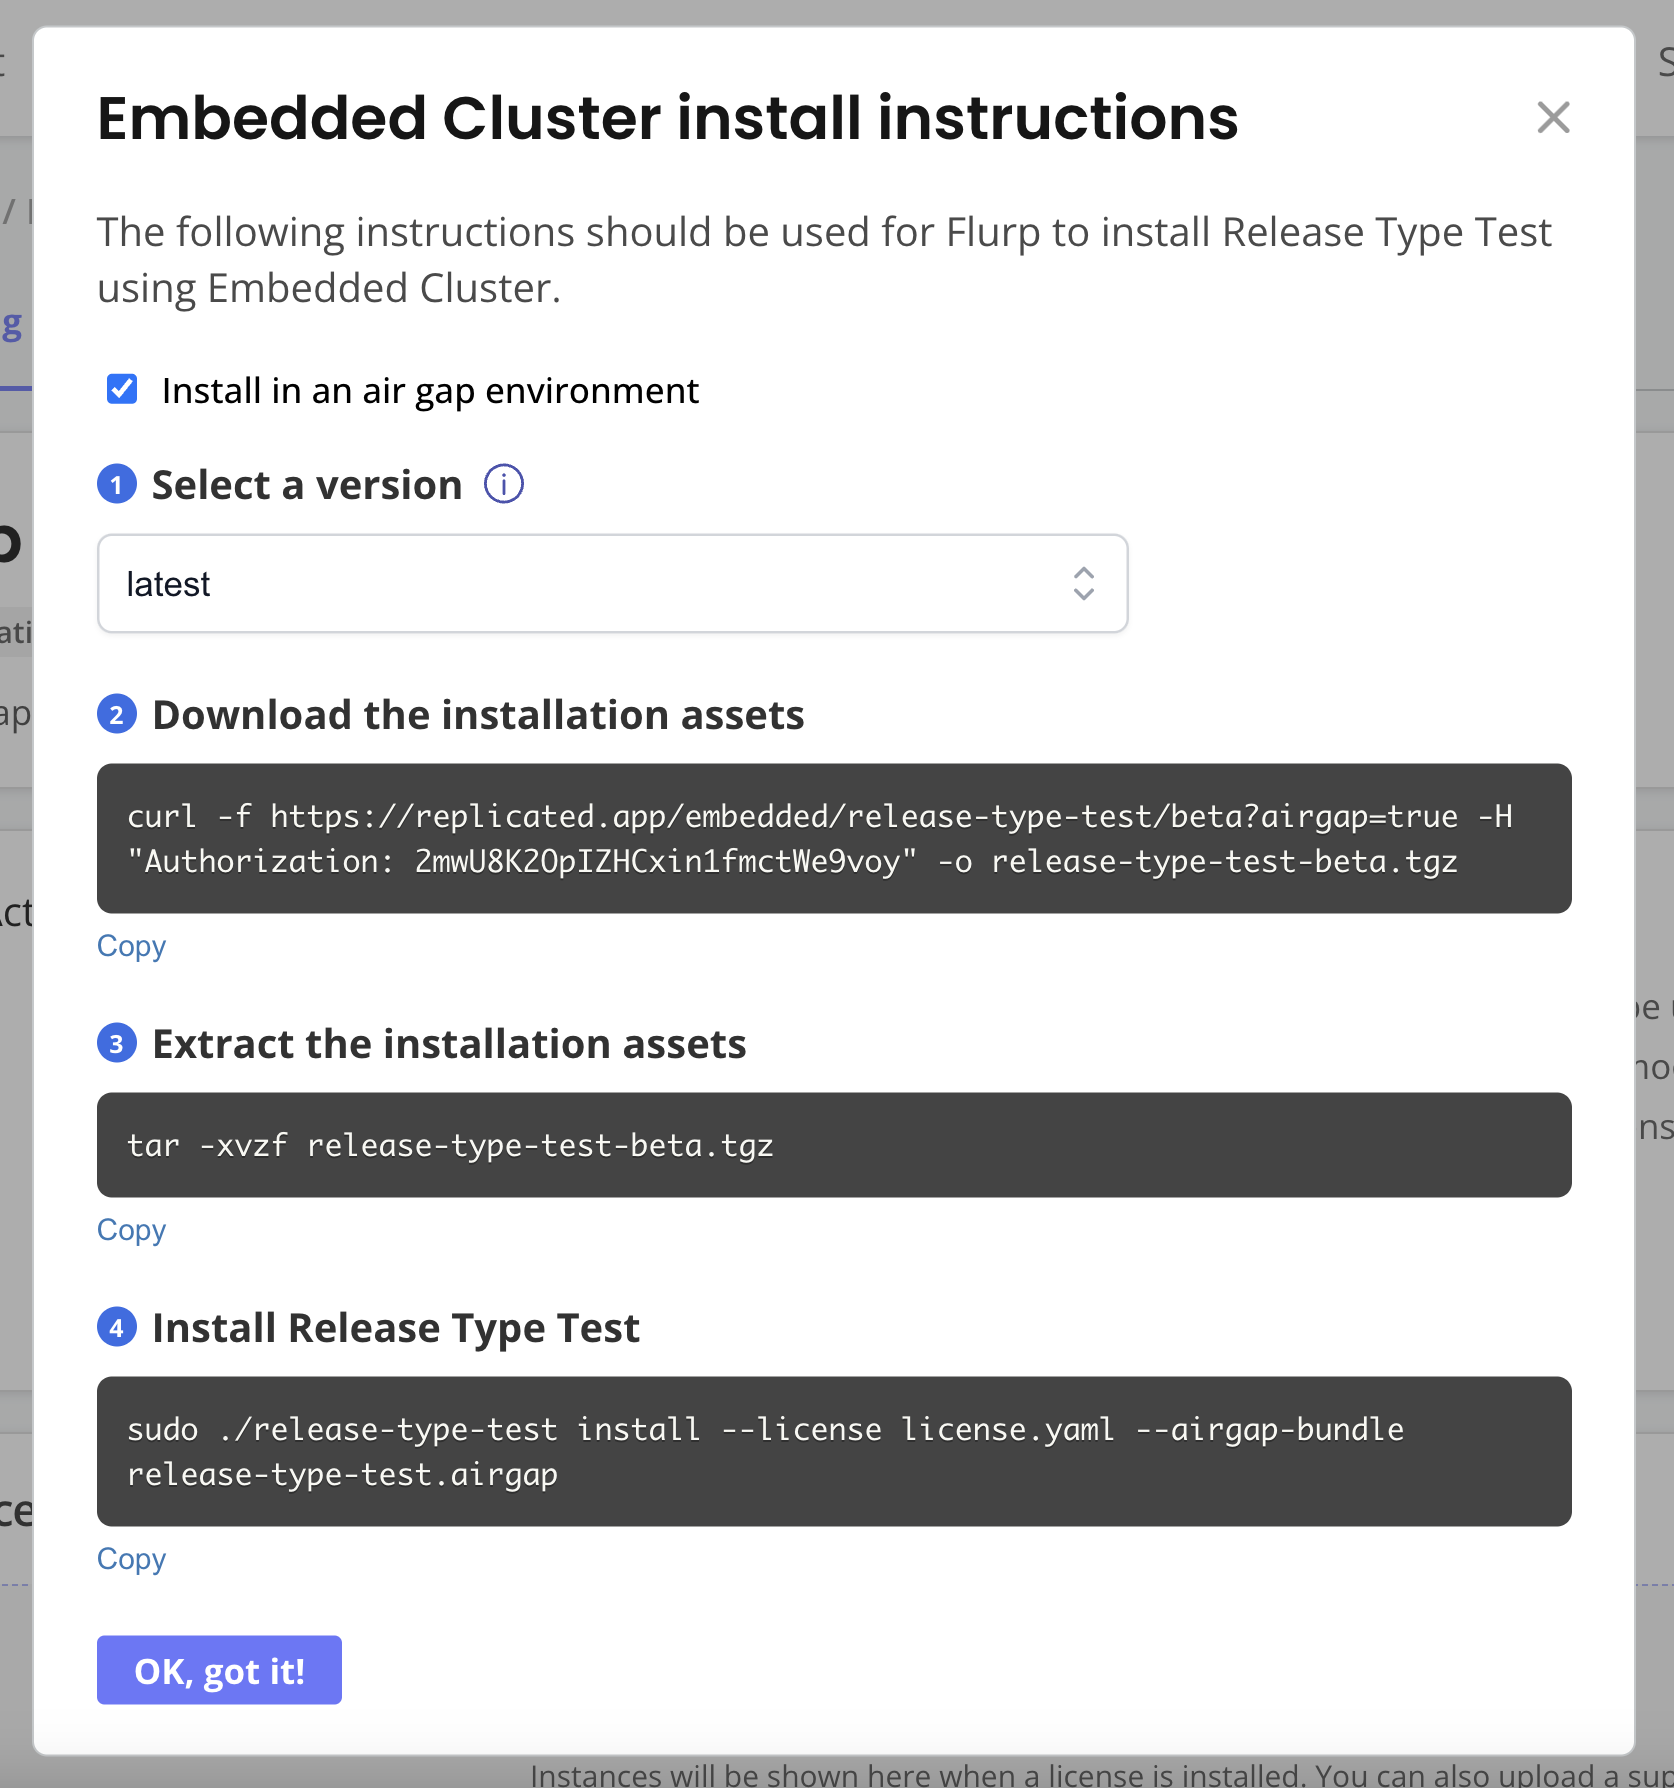 Embedded Cluster install instructions
The following instructions should be used for Flurp to install Release Type Test
using Embedded Cluster.
Install in an air gap environment
1 Select a version
latest
2 Download the installation assets
curl -f https://replicated.app/embedded/release-type-test/beta?airgap=true -H
"Authorization: 2mwU8K2OpIZHCxin1fmctWe9voy" -o release-type-test-beta.tgz
Copy
3 Extract the installation assets
tar -xvzf release-type-test-beta.tgz
Copy
4 Install Release Type Test
sudo ./release-type-test install --license license.yaml --airgap-bundle
release-type-test.airgap
Copy
OK, got it!
Instances will be shown here when a license is installed. You can also upload a